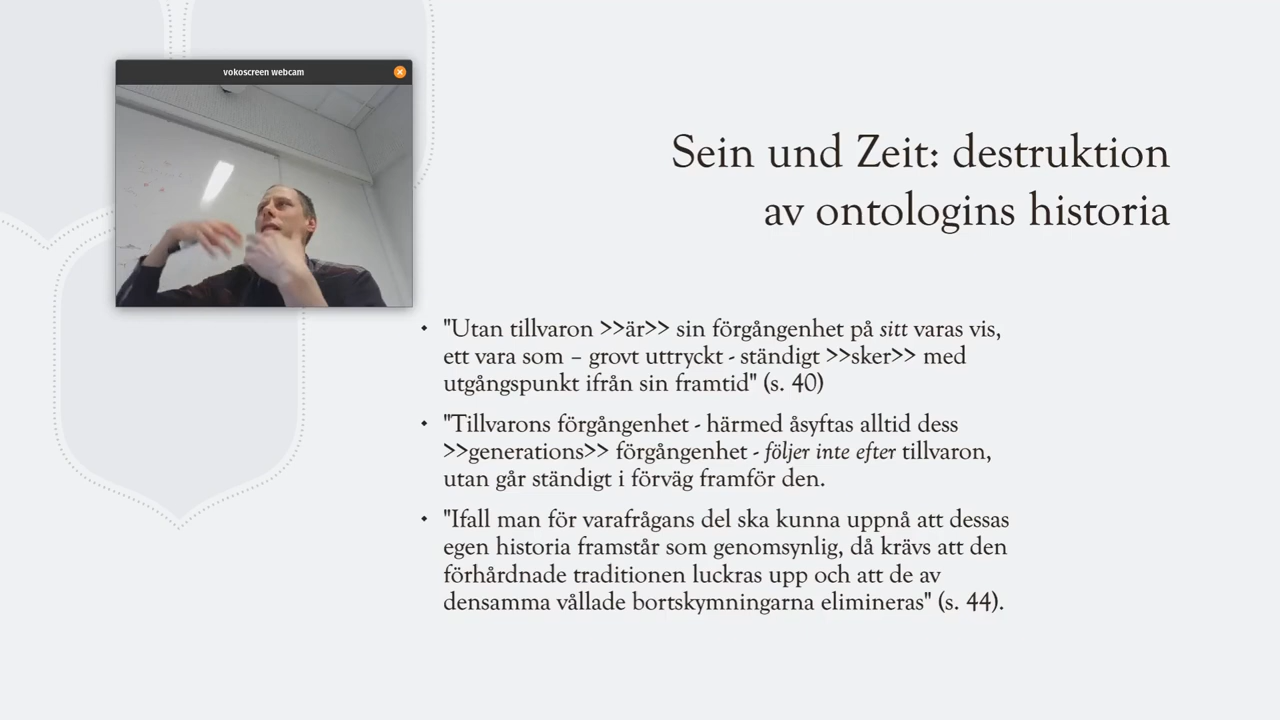 vokoscreen webcam
Sein und Zeit: destruktion
av ontologins historia
• "Utan tillvaron >>är>> sin förgångenhet på sitt varas vis,
ett vara som – grovt uttryckt - ständigt >>sker>> med
utgångspunkt ifrån sin framtid" (s. 40)
• "Tillvarons förgångenhet - härmed åsyftas alltid dess
>>generations>> förgångenhet - följer inte efter tillvaron,
utan går ständigt i förväg framför den.
• "Ifall man för varafrågans del ska kunna uppnå att dessas
egen historia framstår som genomsynlig, då krävs att den
förhårdnade traditionen luckras upp och att de av
densamma vållade bortskymningarna elimineras" (s. 44).